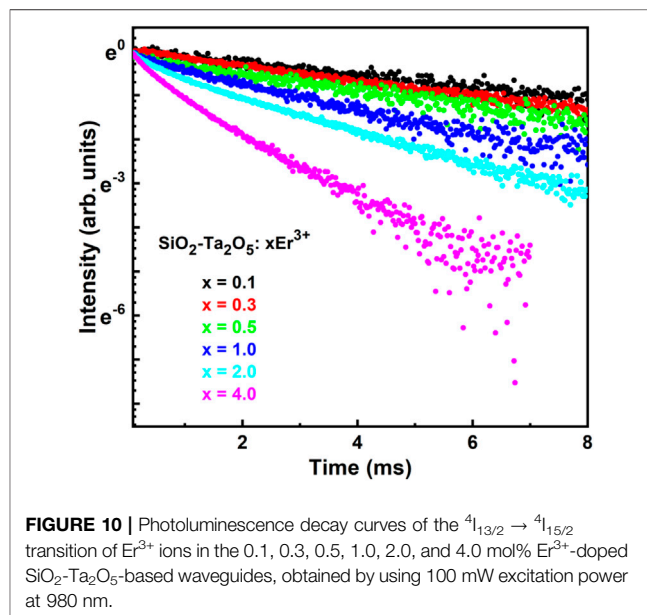 e⁰
e⁻³
e⁻⁶
Intensity (arb. units)
SiO₂-Ta₂O₅: xEr³⁺
x = 0.1
x = 0.3
x = 0.5
x = 1.0
x = 2.0
x = 4.0
2 4 6 8
Time (ms)
FIGURE 10 | Photoluminescence decay curves of the ⁴I₁₃/₂ → ⁴I₁₅/₂
transition of Er³⁺ ions in the 0.1, 0.3, 0.5, 1.0, 2.0, and 4.0 mol% Er³⁺-doped
SiO₂-Ta₂O₅-based waveguides, obtained by using 100 mW excitation power
at 980 nm.